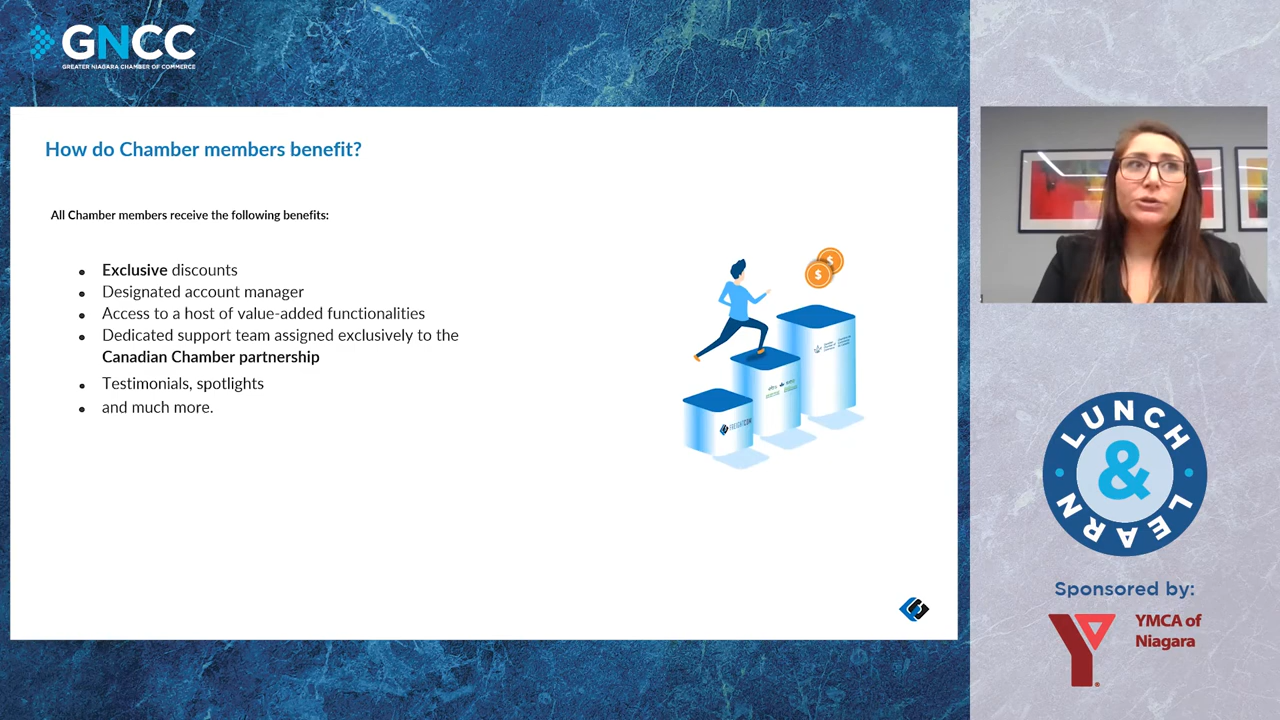 GNCC
GREATER NIAGARA CHAMBER OF COMMERCE
How do Chamber members benefit?
All Chamber members receive the following benefits:
• Exclusive discounts
• Designated account manager
• Access to a host of value-added functionalities
• Dedicated support team assigned exclusively to the
Canadian Chamber partnership
• Testimonials, spotlights
• and much more.
$
$
FREIGHTCOM
LUNCH
&
LEARN
Sponsored by:
YMCA of
Niagara